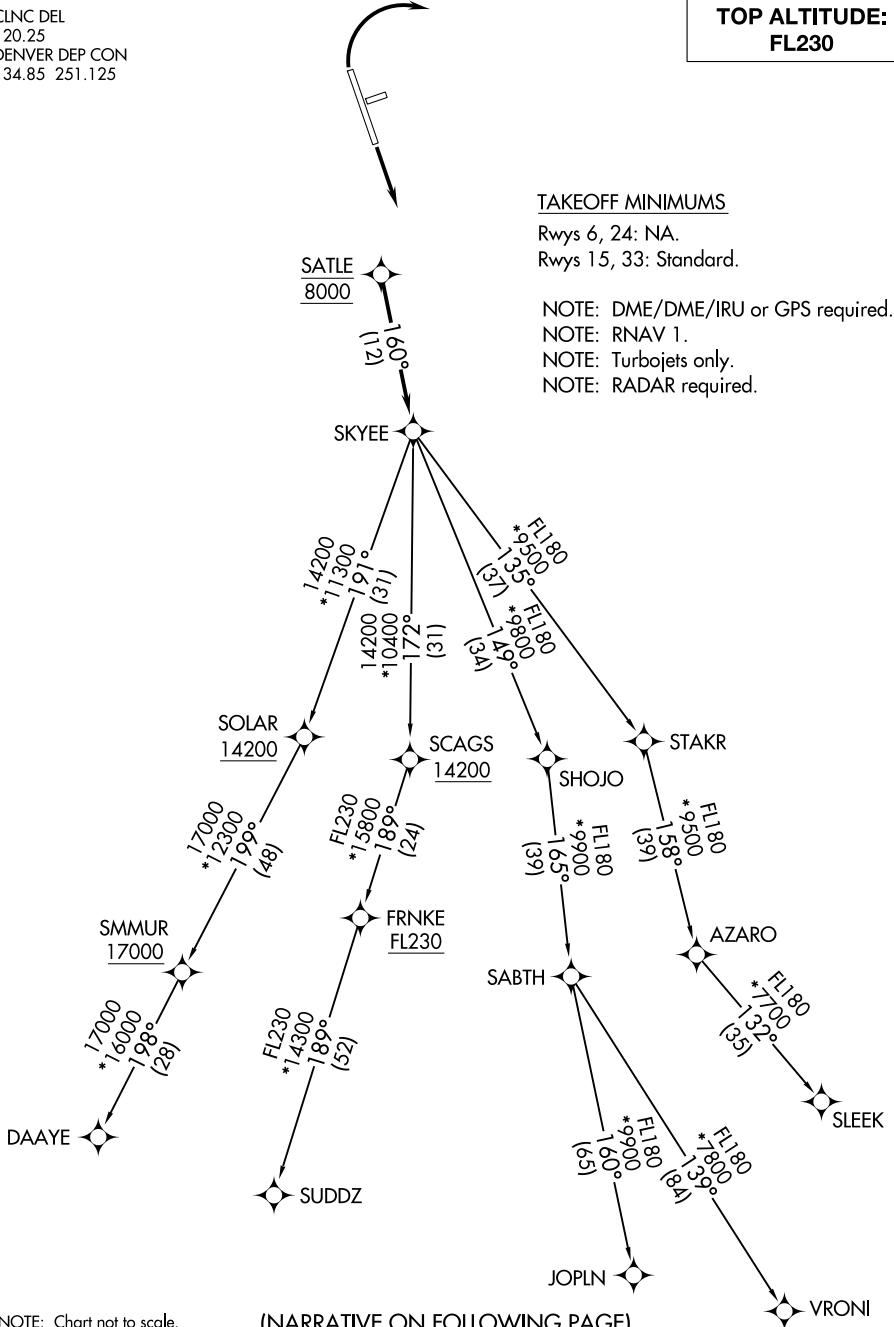 CLNC DEL
20.25
DENVER DEP CON
34.85 251.125
TOP ALTITUDE:
FL230
TAKEOFF MINIMUMS
Rwys 6, 24: NA.
Rwys 15, 33: Standard.
NOTE: DME/DME/IRU or GPS required.
NOTE: RNAV 1.
NOTE: Turbojets only.
NOTE: RADAR required.
SATLE
8000
160°
(12)
SKYEE
14200
*11300
191°
(31)
14200
*10400
172°
(31)
FL180
*9800
149°
(34)
FL180
*9500
135°
(37)
SOLAR
14200
SCAGS
14200
SHOJO
STAKR
17000
*12300
199°
(48)
FL230
*15800
189°
(24)
FL180
*9900
165°
(39)
FL180
*9500
158°
(39)
SMMUR
17000
FRNKE
FL230
SABTH
AZARO
17000
*16000
198°
(28)
FL230
*14300
189°
(52)
FL180
*9900
160°
(65)
FL180
*7800
139°
(84)
FL180
*7700
132°
(35)
DAAYE
SUDDZ
JOPLN
VRONI
SLEEK
NOTE: Chart not to scale.
(NARRATIVE ON FOLLOWING PAGE)